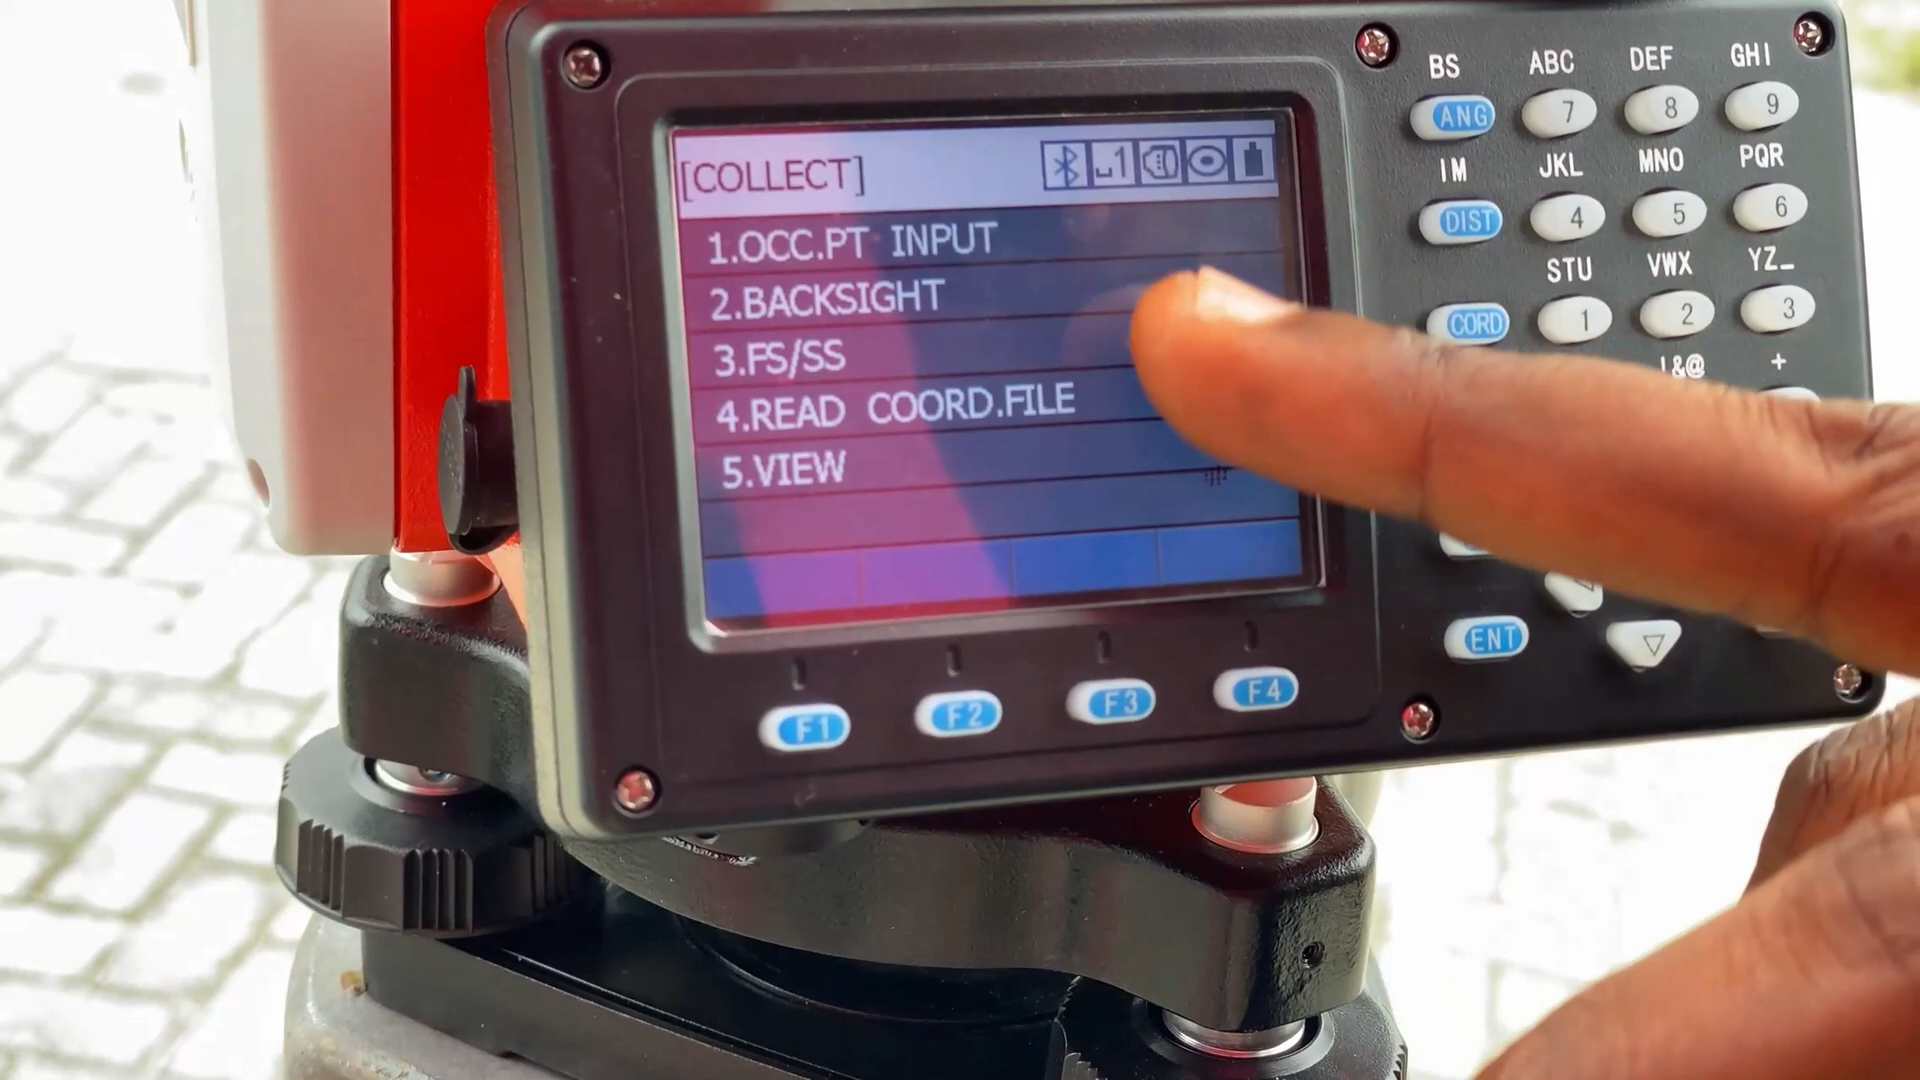 [COLLECT]
1
1.OCC.PT INPUT
2.BACKSIGHT
3.FS/SS
4.READ COORD.FILE
5.VIEW
F1 F2 F3 F4
BS ABC DEF GHI
ANG 7 8 9
IM JKL MNO PQR
DIST 4 5 6
STU VWX YZ_
CORD 1 2 3
!&@ +
ENT